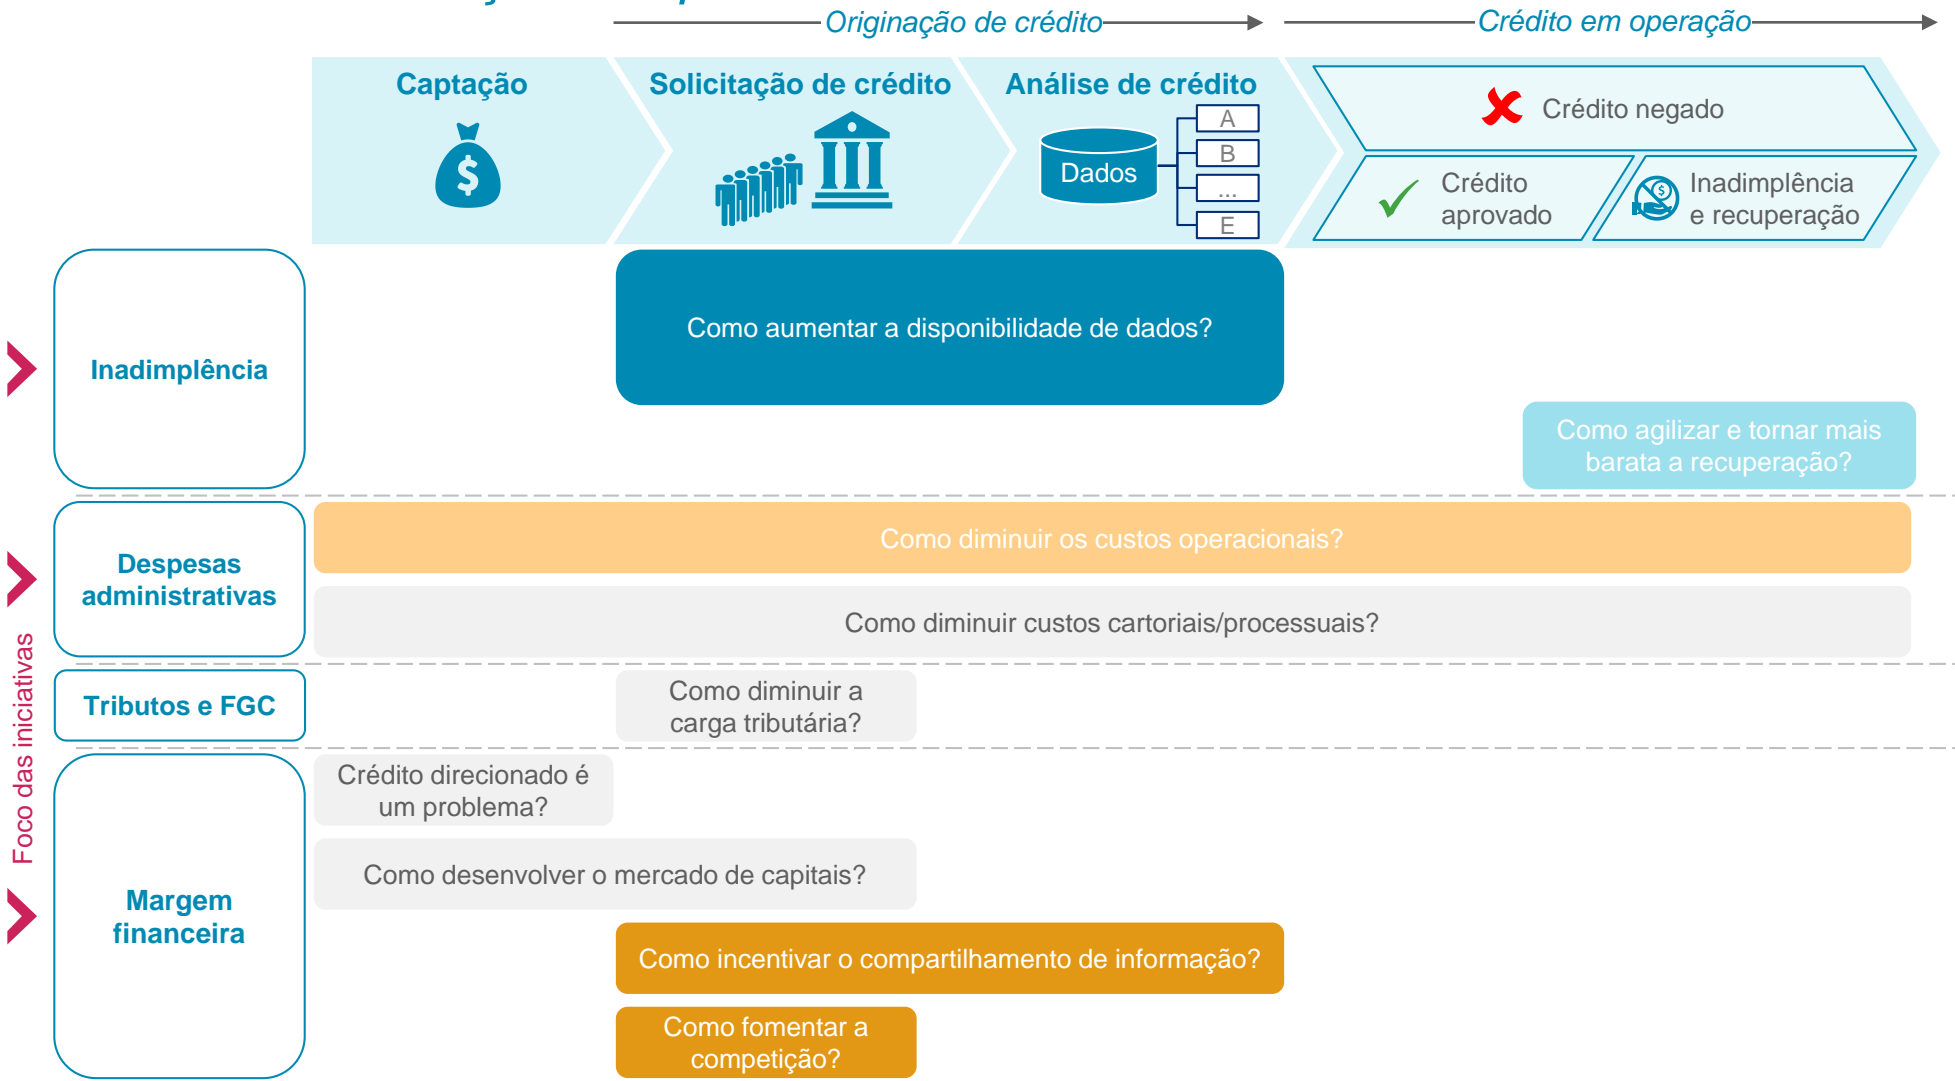 Originação de crédito
Crédito em operação
Captação
Solicitação de crédito
Análise de crédito
$
Dados
A
B
...
E
Crédito negado
Crédito
aprovado
$
Inadimplência
e recuperação
Inadimplência
Como aumentar a disponibilidade de dados?
Como agilizar e tornar mais
barata a recuperação?
Despesas
administrativas
Como diminuir os custos operacionais?
Como diminuir custos cartoriais/processuais?
Foco das iniciativas
Tributos e FGC
Como diminuir a
carga tributária?
Margem
financeira
Crédito direcionado é
um problema?
Como desenvolver o mercado de capitais?
Como incentivar o compartilhamento de informação?
Como fomentar a
competição?